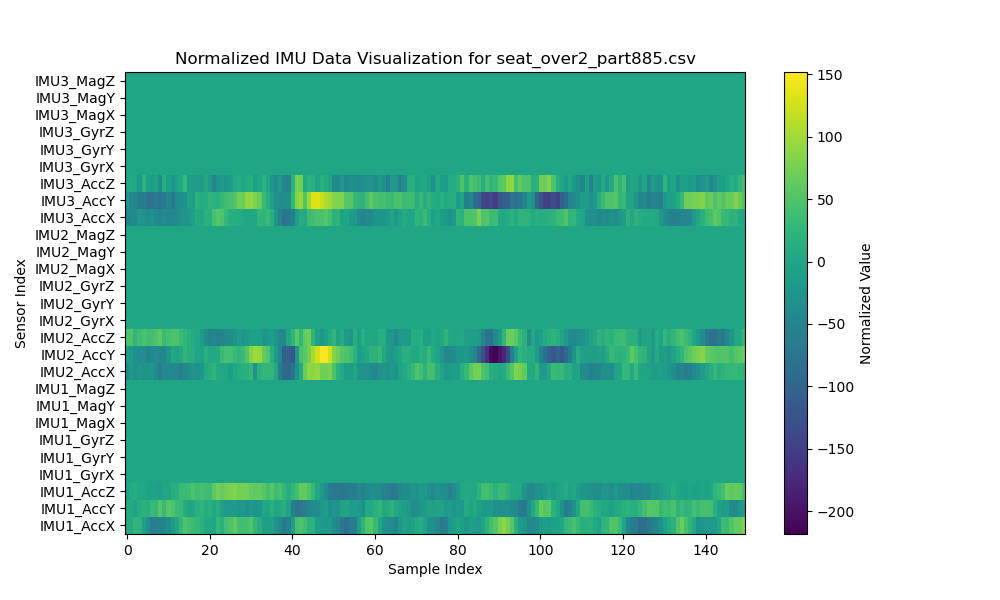 Normalized IMU Data Visualization for seat_over2_part885.csv
IMU3_MagZ
IMU3_MagY
IMU3_MagX
IMU3_GyrZ
IMU3_GyrY
IMU3_GyrX
IMU3_AccZ
IMU3_AccY
IMU3_AccX
IMU2_MagZ
IMU2_MagY
IMU2_MagX
IMU2_GyrZ
IMU2_GyrY
IMU2_GyrX
IMU2_AccZ
IMU2_AccY
IMU2_AccX
IMU1_MagZ
IMU1_MagY
IMU1_MagX
IMU1_GyrZ
IMU1_GyrY
IMU1_GyrX
IMU1_AccZ
IMU1_AccY
IMU1_AccX
Sensor Index
0 20 40 60 80 100 120 140
Sample Index
150
100
50
0
−50
−100
−150
−200
Normalized Value